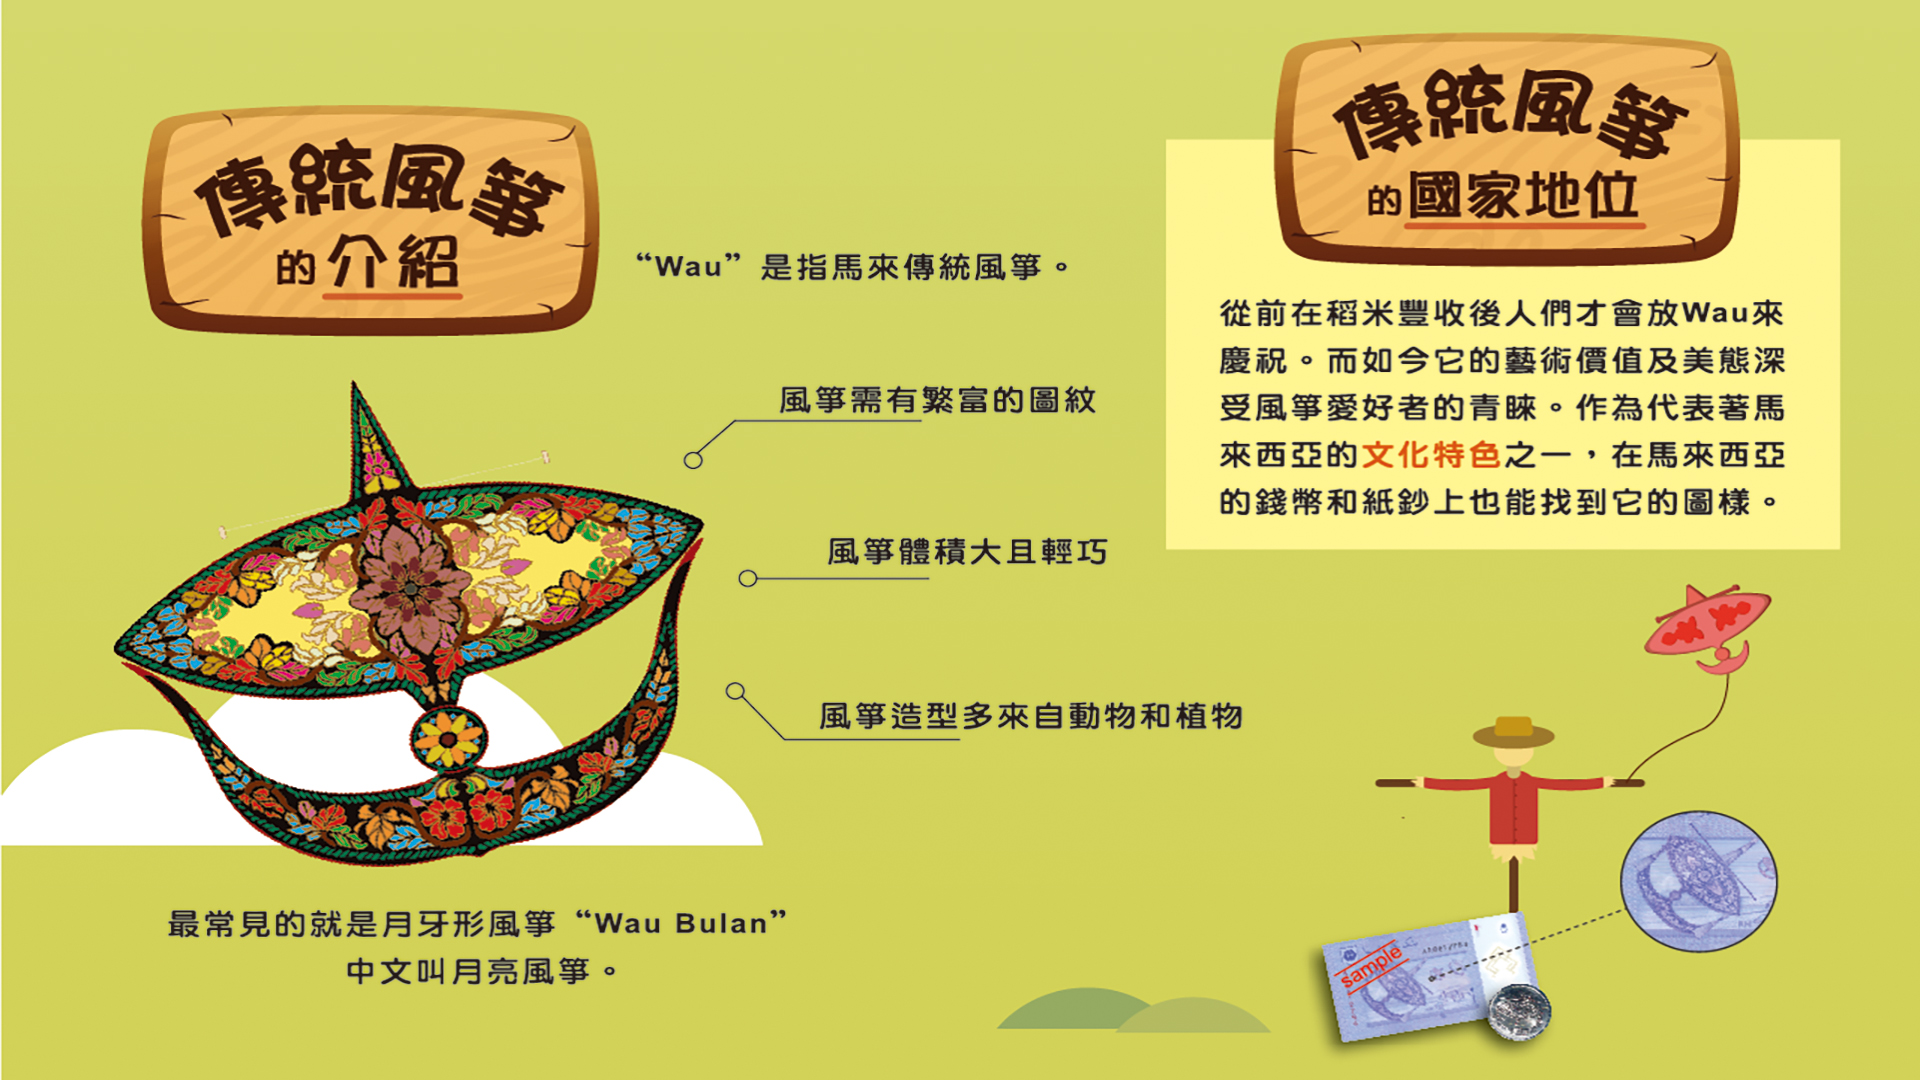 傳統風箏
的介紹
“Wau”是指馬來傳統風箏。
風箏需有繁富的圖紋
風箏體積大且輕巧
風箏造型多來自動物和植物
最常見的就是月牙形風箏“Wau Bulan”
中文叫月亮風箏。
傳統風箏
的國家地位
從前在稻米豐收後人們才會放Wau來
慶祝。而如今它的藝術價值及美態深
受風箏愛好者的青睞。作為代表著馬
來西亞的文化特色之一，在馬來西亞
的錢幣和紙鈔上也能找到它的圖樣。
sample